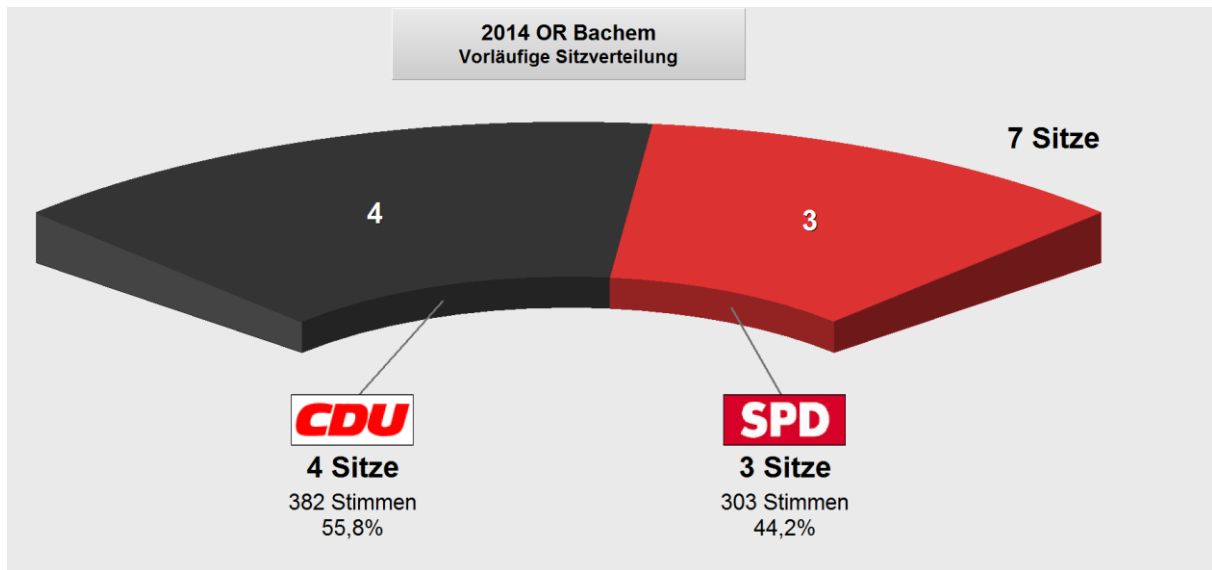 2014 OR Bachem
Vorläufige Sitzverteilung
7 Sitze
4
3
CDU
4 Sitze
382 Stimmen
55,8%
SPD
3 Sitze
303 Stimmen
44,2%